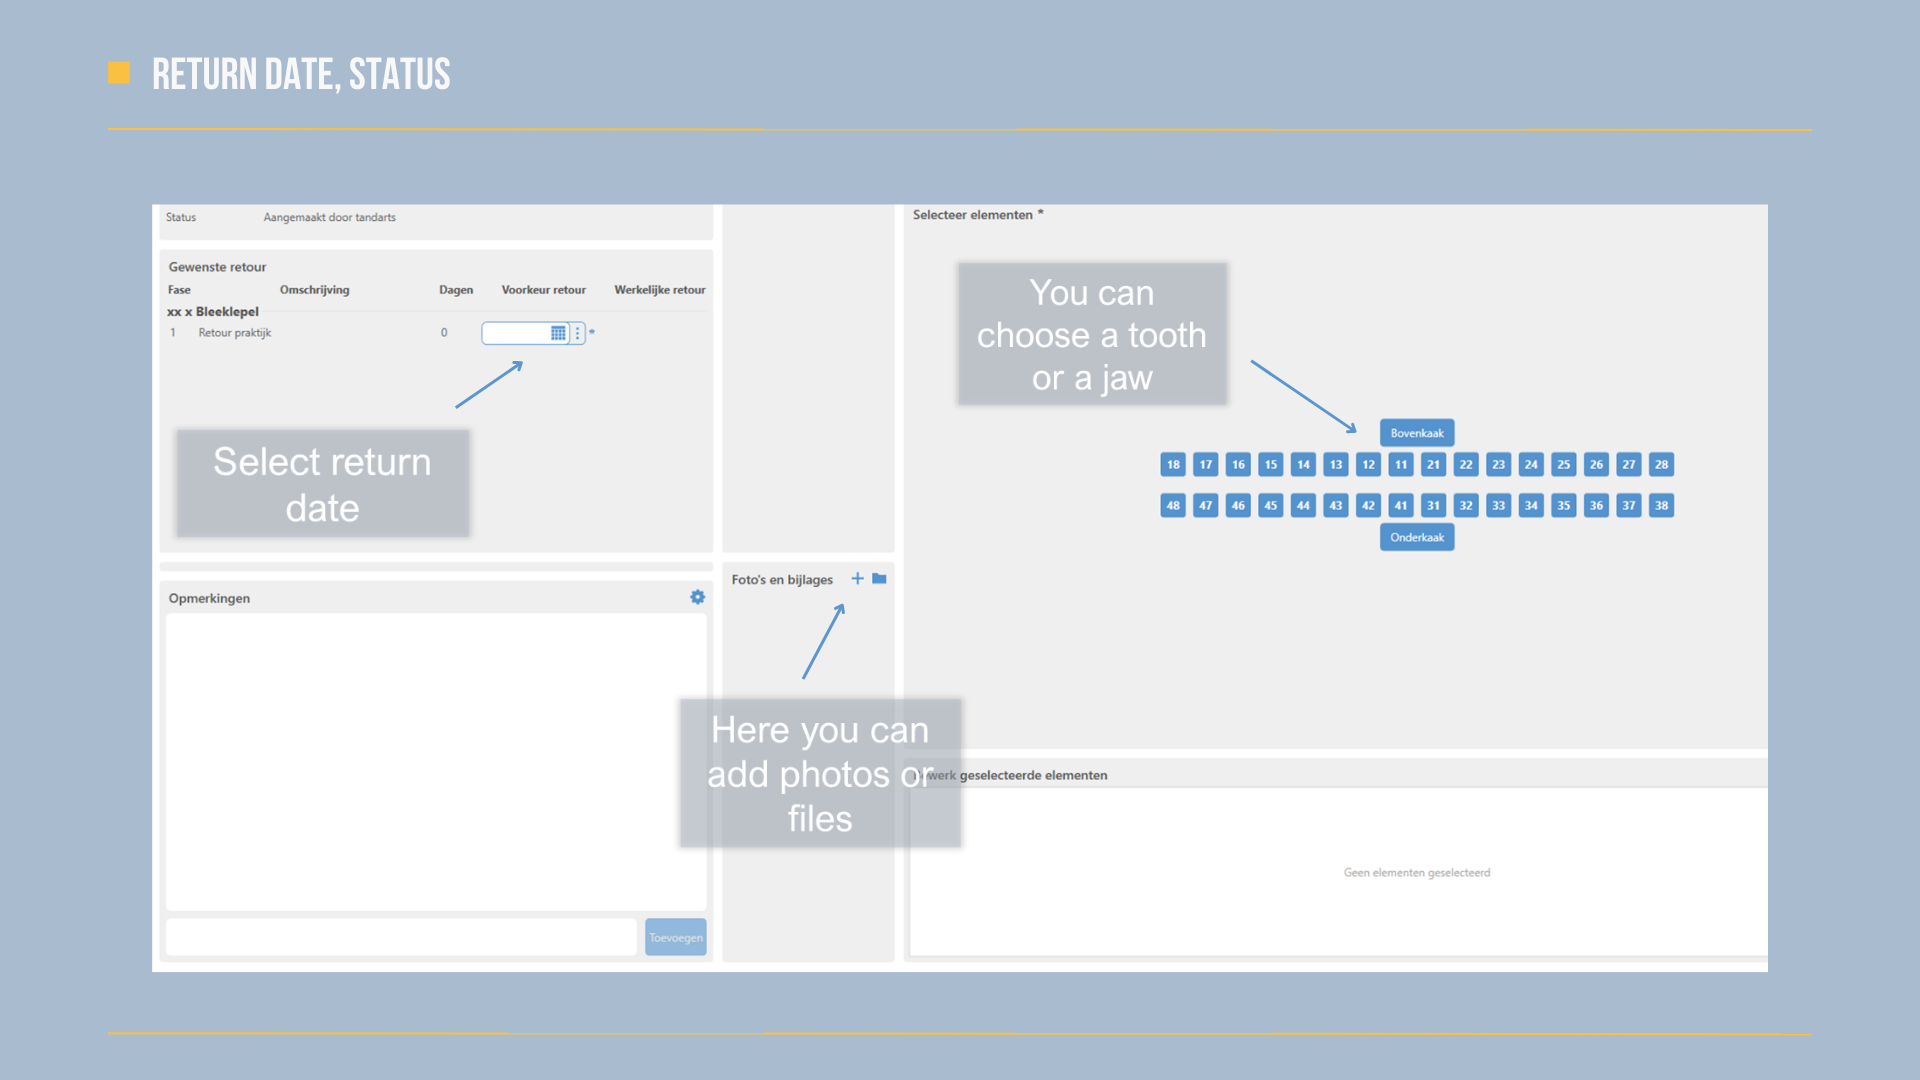 RETURN DATE, STATUS
Status Aangemaakt door tandarts
Gewenste retour
Fase Omschrijving Dagen Voorkeur retour Werkelijke retour
xx x Bleeklepel
1 Retour praktijk 0 *
Select return
date
Opmerkingen
Toevoegen
Foto's en bijlages
Here you can
add photos or
files
Selecteer elementen *
You can
choose a tooth
or a jaw
Bovenkaak
18 17 16 15 14 13 12 11 21 22 23 24 25 26 27 28
48 47 46 45 44 43 42 41 31 32 33 34 35 36 37 38
Onderkaak
geselecteerde elementen
Geen elementen geselecteerd